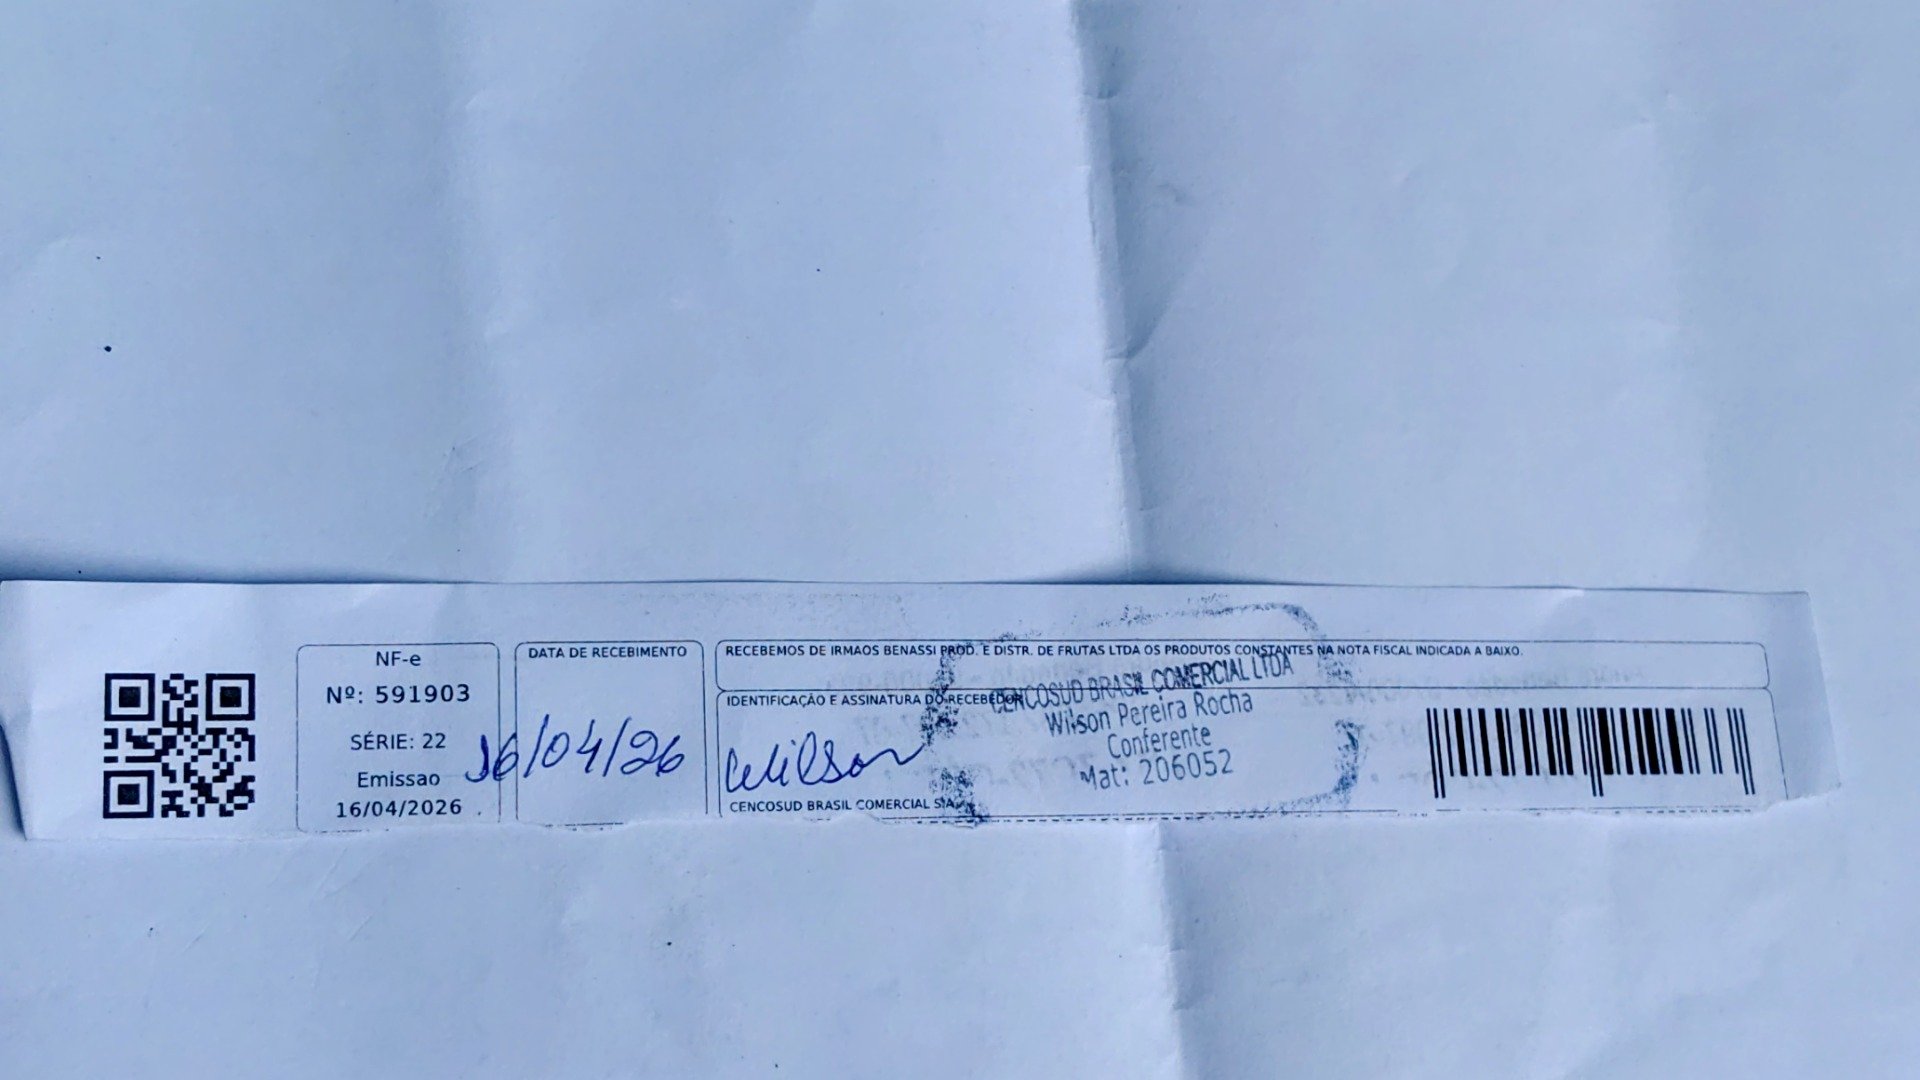 NF-e
Nº: 591903
SÉRIE: 22
Emissao
16/04/2026
DATA DE RECEBIMENTO
16/04/26
RECEBEMOS DE IRMAOS BENASSI PROD. E DISTR. DE FRUTAS LTDA OS PRODUTOS CONSTANTES NA NOTA FISCAL INDICADA A BAIXO.
IDENTIFICAÇÃO E ASSINATURA DO RECEBEDOR
Wilson
CENCOSUD BRASIL COMERCIAL S/A
CENCOSUD BRASIL COMERCIAL LTDA
Wilson Pereira Rocha
Conferente
Mat: 206052